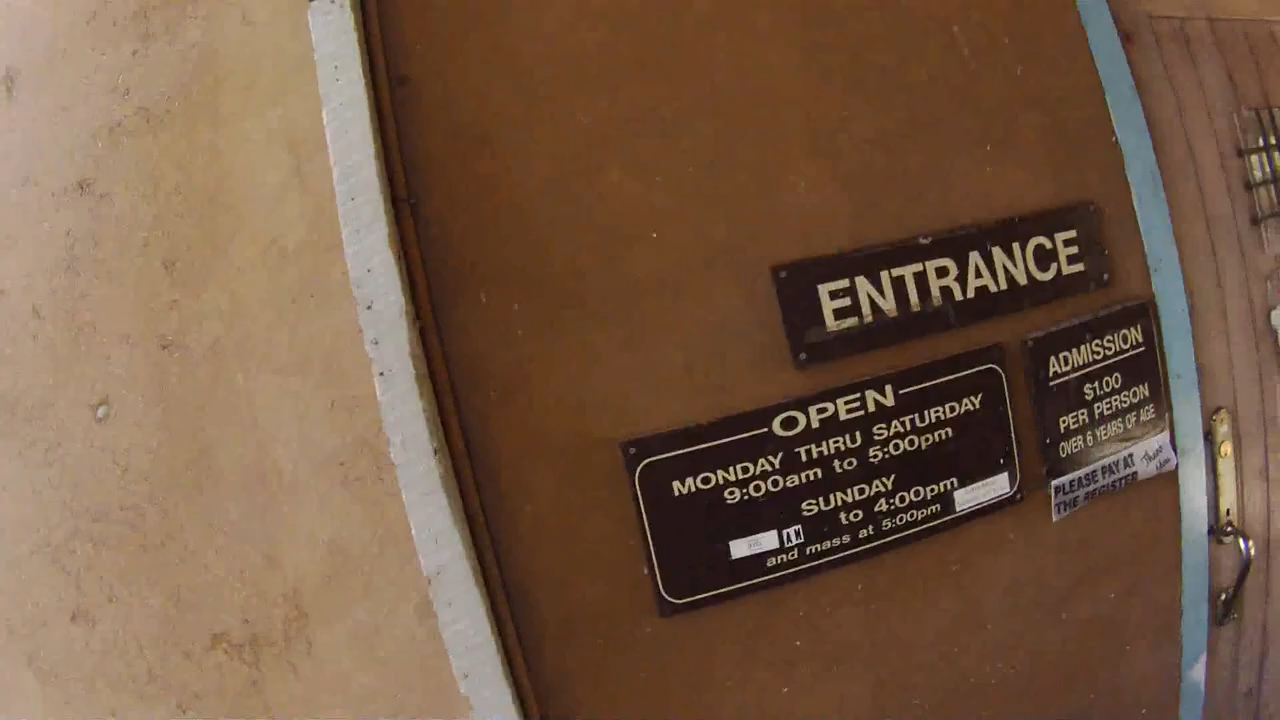 ENTRANCE
OPEN
MONDAY THRU SATURDAY
9:00am to 5:00pm
SUNDAY
AM to 4:00pm
and mass at 5:00pm
ADMISSION
$1.00
PER PERSON
OVER 6 YEARS OF AGE
PLEASE PAY AT
THE REGISTER